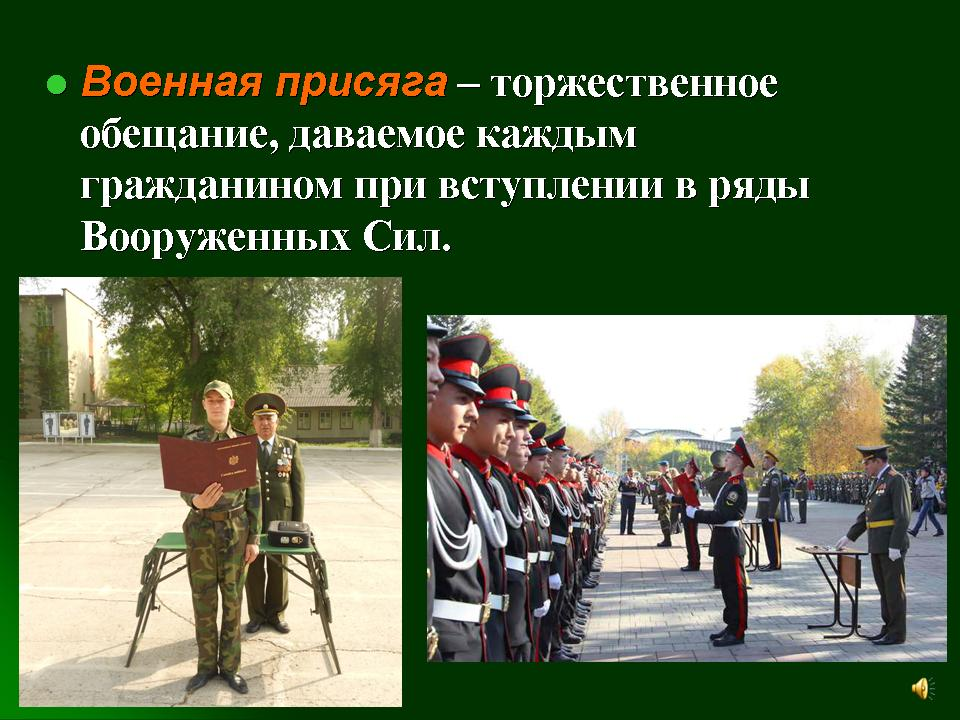 Военная присяга – торжественное
обещание, даваемое каждым
гражданином при вступлении в ряды
Вооруженных Сил.